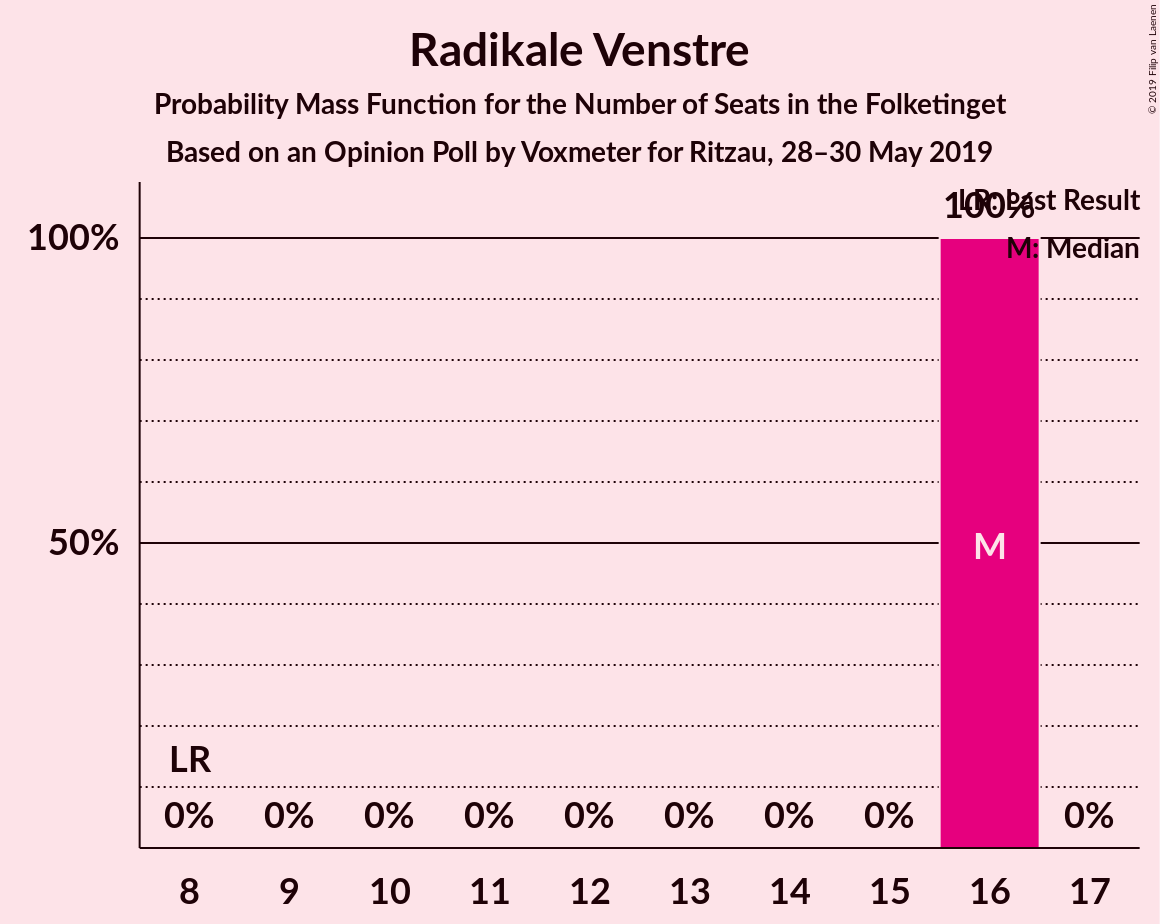 Radikale Venstre
Probability Mass Function for the Number of Seats in the Folketinget
Based on an Opinion Poll by Voxmeter for Ritzau, 28–30 May 2019
© 2019 Filip van Laenen
LR: Last Result
M: Median
100%
100%
50%
M
LR
0% 0% 0% 0% 0% 0% 0% 0% 0%
8 9 10 11 12 13 14 15 16 17